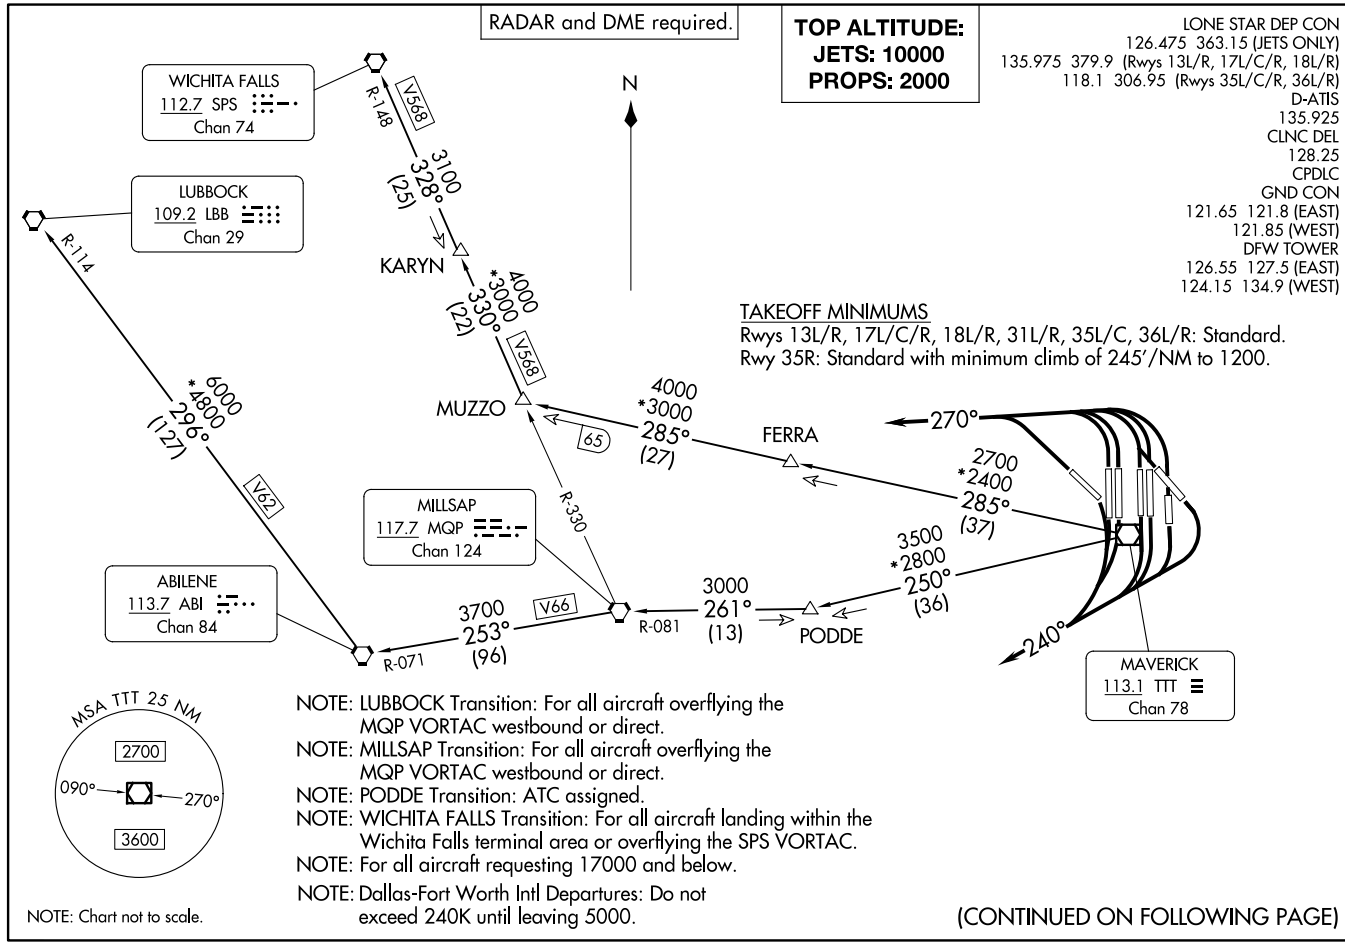 RADAR and DME required.
TOP ALTITUDE:
JETS: 10000
PROPS: 2000
LONE STAR DEP CON
126.475 363.15 (JETS ONLY)
135.975 379.9 (Rwys 13L/R, 17L/C/R, 18L/R)
118.1 306.95 (Rwys 35L/C/R, 36L/R)
D-ATIS
135.925
CLNC DEL
128.25
CPDLC
GND CON
121.65 121.8 (EAST)
121.85 (WEST)
DFW TOWER
126.55 127.5 (EAST)
124.15 134.9 (WEST)
WICHITA FALLS
112.7 SPS
Chan 74
R-148
V568
3100
328°
(25)
N
LUBBOCK
109.2 LBB
Chan 29
R-114
KARYN
4000
*3000
330°
(22)
V568
TAKEOFF MINIMUMS
Rwys 13L/R, 17L/C/R, 18L/R, 31L/R, 35L/C, 36L/R: Standard.
Rwy 35R: Standard with minimum climb of 245'/NM to 1200.
6000
*4800
296°
(127)
V62
MUZZO
65
4000
*3000
285°
(27)
FERRA
270°
2700
*2400
285°
(37)
MILLSAP
117.7 MQP
Chan 124
R-330
3500
*2800
250°
(36)
ABILENE
113.7 ABI
Chan 84
R-071
3700
253°
(96)
V66
R-081
3000
261°
(13)
PODDE
240°
MAVERICK
113.1 TTT
Chan 78
MSA TTT 25 NM
2700
090°
270°
3600
NOTE: LUBBOCK Transition: For all aircraft overflying the
MQP VORTAC westbound or direct.
NOTE: MILLSAP Transition: For all aircraft overflying the
MQP VORTAC westbound or direct.
NOTE: PODDE Transition: ATC assigned.
NOTE: WICHITA FALLS Transition: For all aircraft landing within the
Wichita Falls terminal area or overflying the SPS VORTAC.
NOTE: For all aircraft requesting 17000 and below.
NOTE: Dallas-Fort Worth Intl Departures: Do not
exceed 240K until leaving 5000.
NOTE: Chart not to scale.
(CONTINUED ON FOLLOWING PAGE)